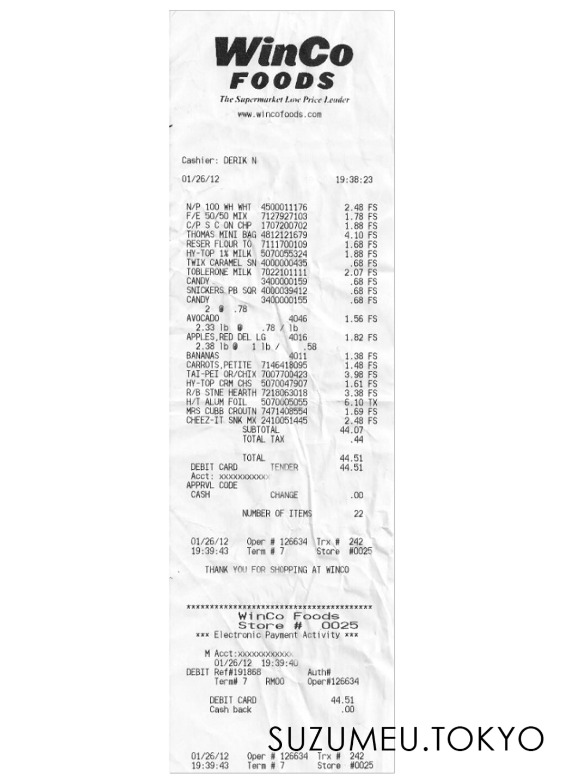 WinCo
FOODS
The Supermarket Low Price Leader
www.wincofoods.com
Cashier: DERIK N
01/26/12 19:38:23
N/P 100 WH WHT 4500011176 2.48 FS
F/E 50/50 MIX 7127927103 1.78 FS
C/P S C ON CHP 1707200702 1.88 FS
THOMAS MINI BAG 4812121679 4.10 FS
RESER FLOUR TO 7111700109 1.68 FS
HY-TOP 1% MILK 5070055324 1.88 FS
TWIX CARAMEL SN 4000000435 .68 FS
TOBLERONE MILK 7022101111 2.07 FS
CANDY 3400000159 .68 FS
SNICKERS PB SQR 4000039412 .68 FS
CANDY 3400000155 .68 FS
2 @ .78
AVOCADO 4046 1.56 FS
2.33 lb @ .78 / lb
APPLES,RED DEL LG 4016 1.82 FS
2.38 lb @ 1 lb / .58
BANANAS 4011 1.38 FS
CARROTS,PETITE 7146418095 1.48 FS
TAI-PEI OR/CHIX 7007700423 3.98 FS
HY-TOP CRM CHS 5070047907 1.61 FS
R/B STNE HEARTH 7218063018 3.38 FS
H/T ALUM FOIL 5070005055 6.10 TX
MRS CUBB CROUTN 7471408554 1.69 FS
CHEEZ-IT SNK MX 2410051445 2.48 FS
SUBTOTAL 44.07
TOTAL TAX .44
TOTAL 44.51
DEBIT CARD TENDER 44.51
Acct: xxxxxxxxxxx
APPRVL CODE
CASH CHANGE .00
NUMBER OF ITEMS 22
01/26/12 Oper # 126634 Trx # 242
19:39:43 Term # 7 Store #0025
THANK YOU FOR SHOPPING AT WINCO
******************************************
WinCo Foods
Store # 0025
*** Electronic Payment Activity ***
M Acct:xxxxxxxxxxxx
01/26/12 19:39:40
DEBIT Ref#191868 Auth#
Term# 7 RM00 Oper#126634
DEBIT CARD 44.51
Cash back .00
SUZUMEU.TOKYO
01/26/12 Oper # 126634 Trx # 242
19:39:43 Term # 7 Store #0025